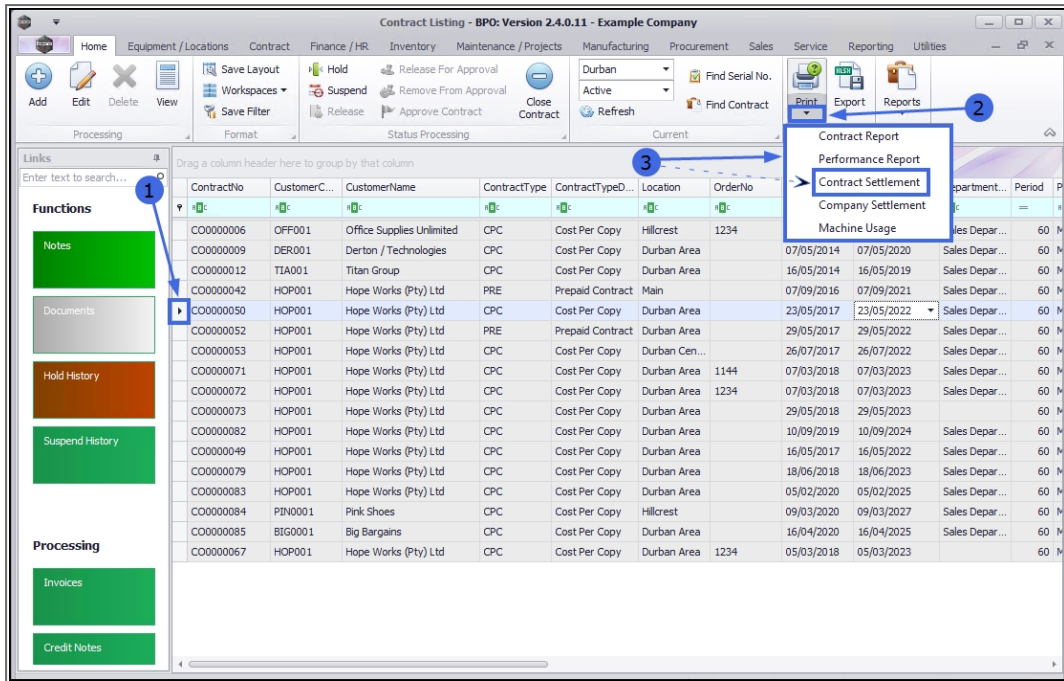 Contract Listing - BPO: Version 2.4.0.11 - Example Company
Home Equipment / Locations Contract Finance / HR Inventory Maintenance / Projects Manufacturing Procurement Sales Service Reporting Utilities
Add Edit Delete View
Processing
Save Layout
Workspaces
Save Filter
Format
Hold Release For Approval
Suspend Remove From Approval
Release Approve Contract
Close Contract
Status Processing
Durban
Active
Refresh
Find Serial No.
Find Contract
Current
Print Export Reports
2
Contract Report
Performance Report
Contract Settlement
Company Settlement
Machine Usage
3
Links
Enter text to search...
1
Functions
Notes
Documents
Hold History
Suspend History
Processing
Invoices
Credit Notes
Drag a column header here to group by that column
ContractNo CustomerC... CustomerName ContractType ContractTypeD... Location OrderNo epartment... Period P
CO0000006 OFF001 Office Supplies Unlimited CPC Cost Per Copy Hillcrest 1234 ales Depar... 60 M
CO0000009 DER001 Derton / Technologies CPC Cost Per Copy Durban Area 07/05/2014 07/05/2020 Sales Depar... 60 M
CO0000012 TIA001 Titan Group CPC Cost Per Copy Durban Area 16/05/2014 16/05/2019 Sales Depar... 60 M
CO0000042 HOP001 Hope Works (Pty) Ltd PRE Prepaid Contract Main 07/09/2016 07/09/2021 Sales Depar... 60 M
CO0000050 HOP001 Hope Works (Pty) Ltd CPC Cost Per Copy Durban Area 23/05/2017 23/05/2022 Sales Depar... 60 M
CO0000052 HOP001 Hope Works (Pty) Ltd PRE Prepaid Contract Durban Area 29/05/2017 29/05/2022 Sales Depar... 60 M
CO0000053 HOP001 Hope Works (Pty) Ltd CPC Cost Per Copy Durban Cen... 26/07/2017 26/07/2022 Sales Depar... 60 M
CO0000071 HOP001 Hope Works (Pty) Ltd CPC Cost Per Copy Durban Area 1144 07/03/2018 07/03/2023 Sales Depar... 60 M
CO0000072 HOP001 Hope Works (Pty) Ltd CPC Cost Per Copy Durban Area 1234 07/03/2018 07/03/2023 Sales Depar... 60 M
CO0000073 HOP001 Hope Works (Pty) Ltd CPC Cost Per Copy Durban Area 29/05/2018 29/05/2023 60 M
CO0000082 HOP001 Hope Works (Pty) Ltd CPC Cost Per Copy Durban Area 10/09/2019 10/09/2024 Sales Depar... 60 M
CO0000049 HOP001 Hope Works (Pty) Ltd CPC Cost Per Copy Durban Area 16/05/2017 16/05/2022 Sales Depar... 60 M
CO0000079 HOP001 Hope Works (Pty) Ltd CPC Cost Per Copy Durban Area 18/06/2018 18/06/2023 Sales Depar... 60 M
CO0000083 HOP001 Hope Works (Pty) Ltd CPC Cost Per Copy Durban Area 05/02/2020 05/02/2025 Sales Depar... 60 M
CO0000084 PIN0001 Pink Shoes CPC Cost Per Copy Hillcrest 09/03/2020 09/03/2027 Sales Depar... 60 M
CO0000085 BIG0001 Big Bargains CPC Cost Per Copy Durban Area 16/04/2020 16/04/2025 Sales Depar... 60 M
CO0000067 HOP001 Hope Works (Pty) Ltd CPC Cost Per Copy Durban Area 1234 05/03/2018 05/03/2023 60 M